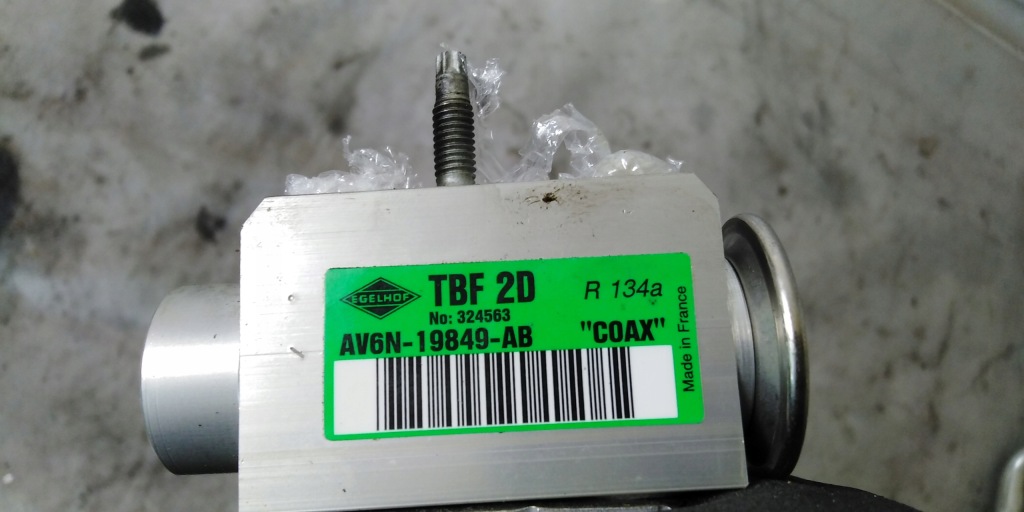 EGELHOF
TBF 2D
R 134a
No: 324563
AV6N-19849-AB "COAX"
Made in France